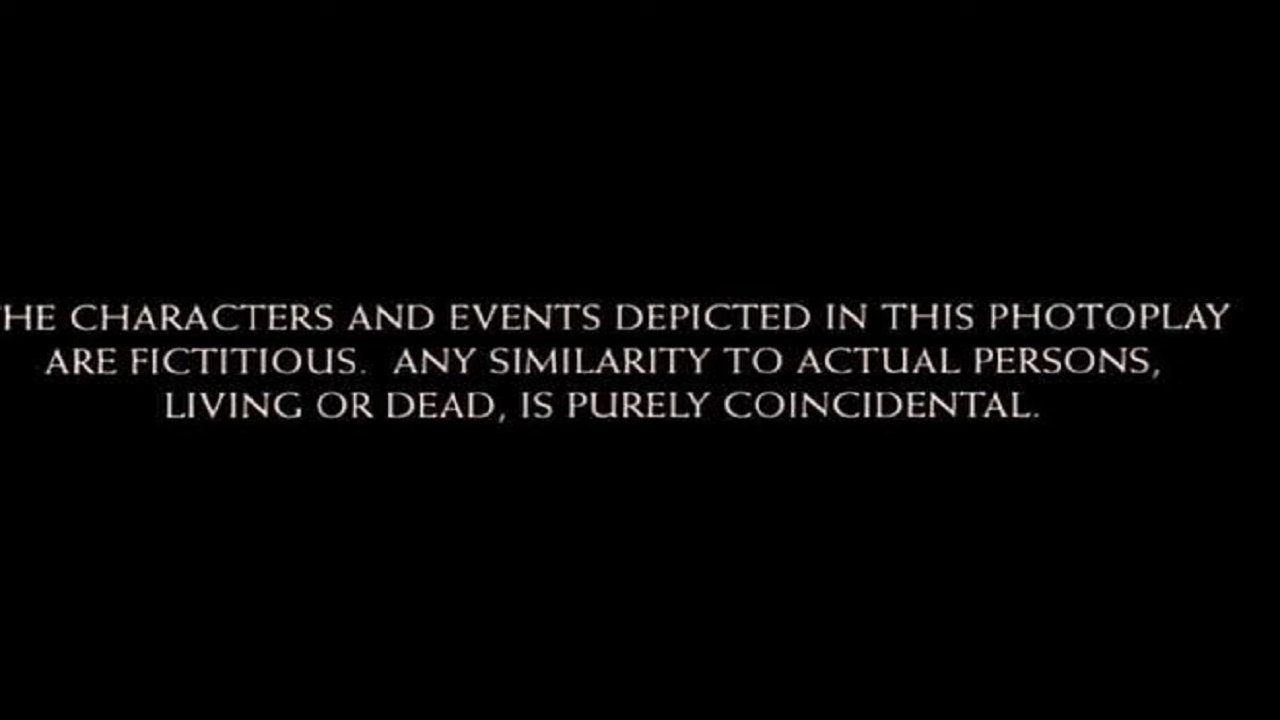 THE CHARACTERS AND EVENTS DEPICTED IN THIS PHOTOPLAY
ARE FICTITIOUS. ANY SIMILARITY TO ACTUAL PERSONS,
LIVING OR DEAD, IS PURELY COINCIDENTAL.